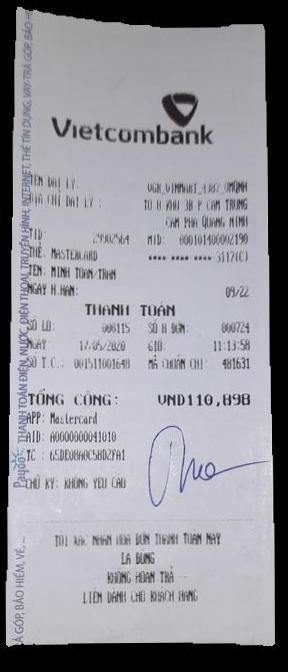 Vietcombank
TÊN ĐẠI LÝ: VGR_VINMART_4387_VMQNH
ĐỊA CHỈ ĐẠI LÝ : TO 8 KHU 3B P CAM TRUNG
CAM PHA QUANG NINH
TID: 29902564 MID: 000101400002190
THẺ: MASTERCARD **** **** **** 3117(C)
TÊN: MINH TOAN/TRAN
NGÀY H.HẠN: 09/22
THANH TOÁN
SỐ LÔ: 000115 SỐ H ĐƠN: 000724
NGÀY: 17/05/2020 GIỜ: 11:13:58
SỐ T.C.: 001511001648 MÃ CHUẨN CHI: 481631
TỔNG CỘNG: VND110,898
APP: Mastercard
AID: A0000000041010
TC : 65DE08A0C58D2FA1
CHỮ KÝ: KHÔNG YÊU CẦU
TÔI XÁC NHẬN HÓA ĐƠN THANH TOÁN NÀY
LÀ ĐÚNG
KHÔNG HOÀN TRẢ
LIÊN DÀNH CHO KHÁCH HÀNG
Payoo THANH TOÁN ĐIỆN, NƯỚC, ĐIỆN THOẠI, TRUYỀN HÌNH, INTERNET, THẺ TÍN DỤNG, VAY-TRẢ GÓP, BẢO HI
Ả GÓP, BẢO HIỂM, VÉ, ...